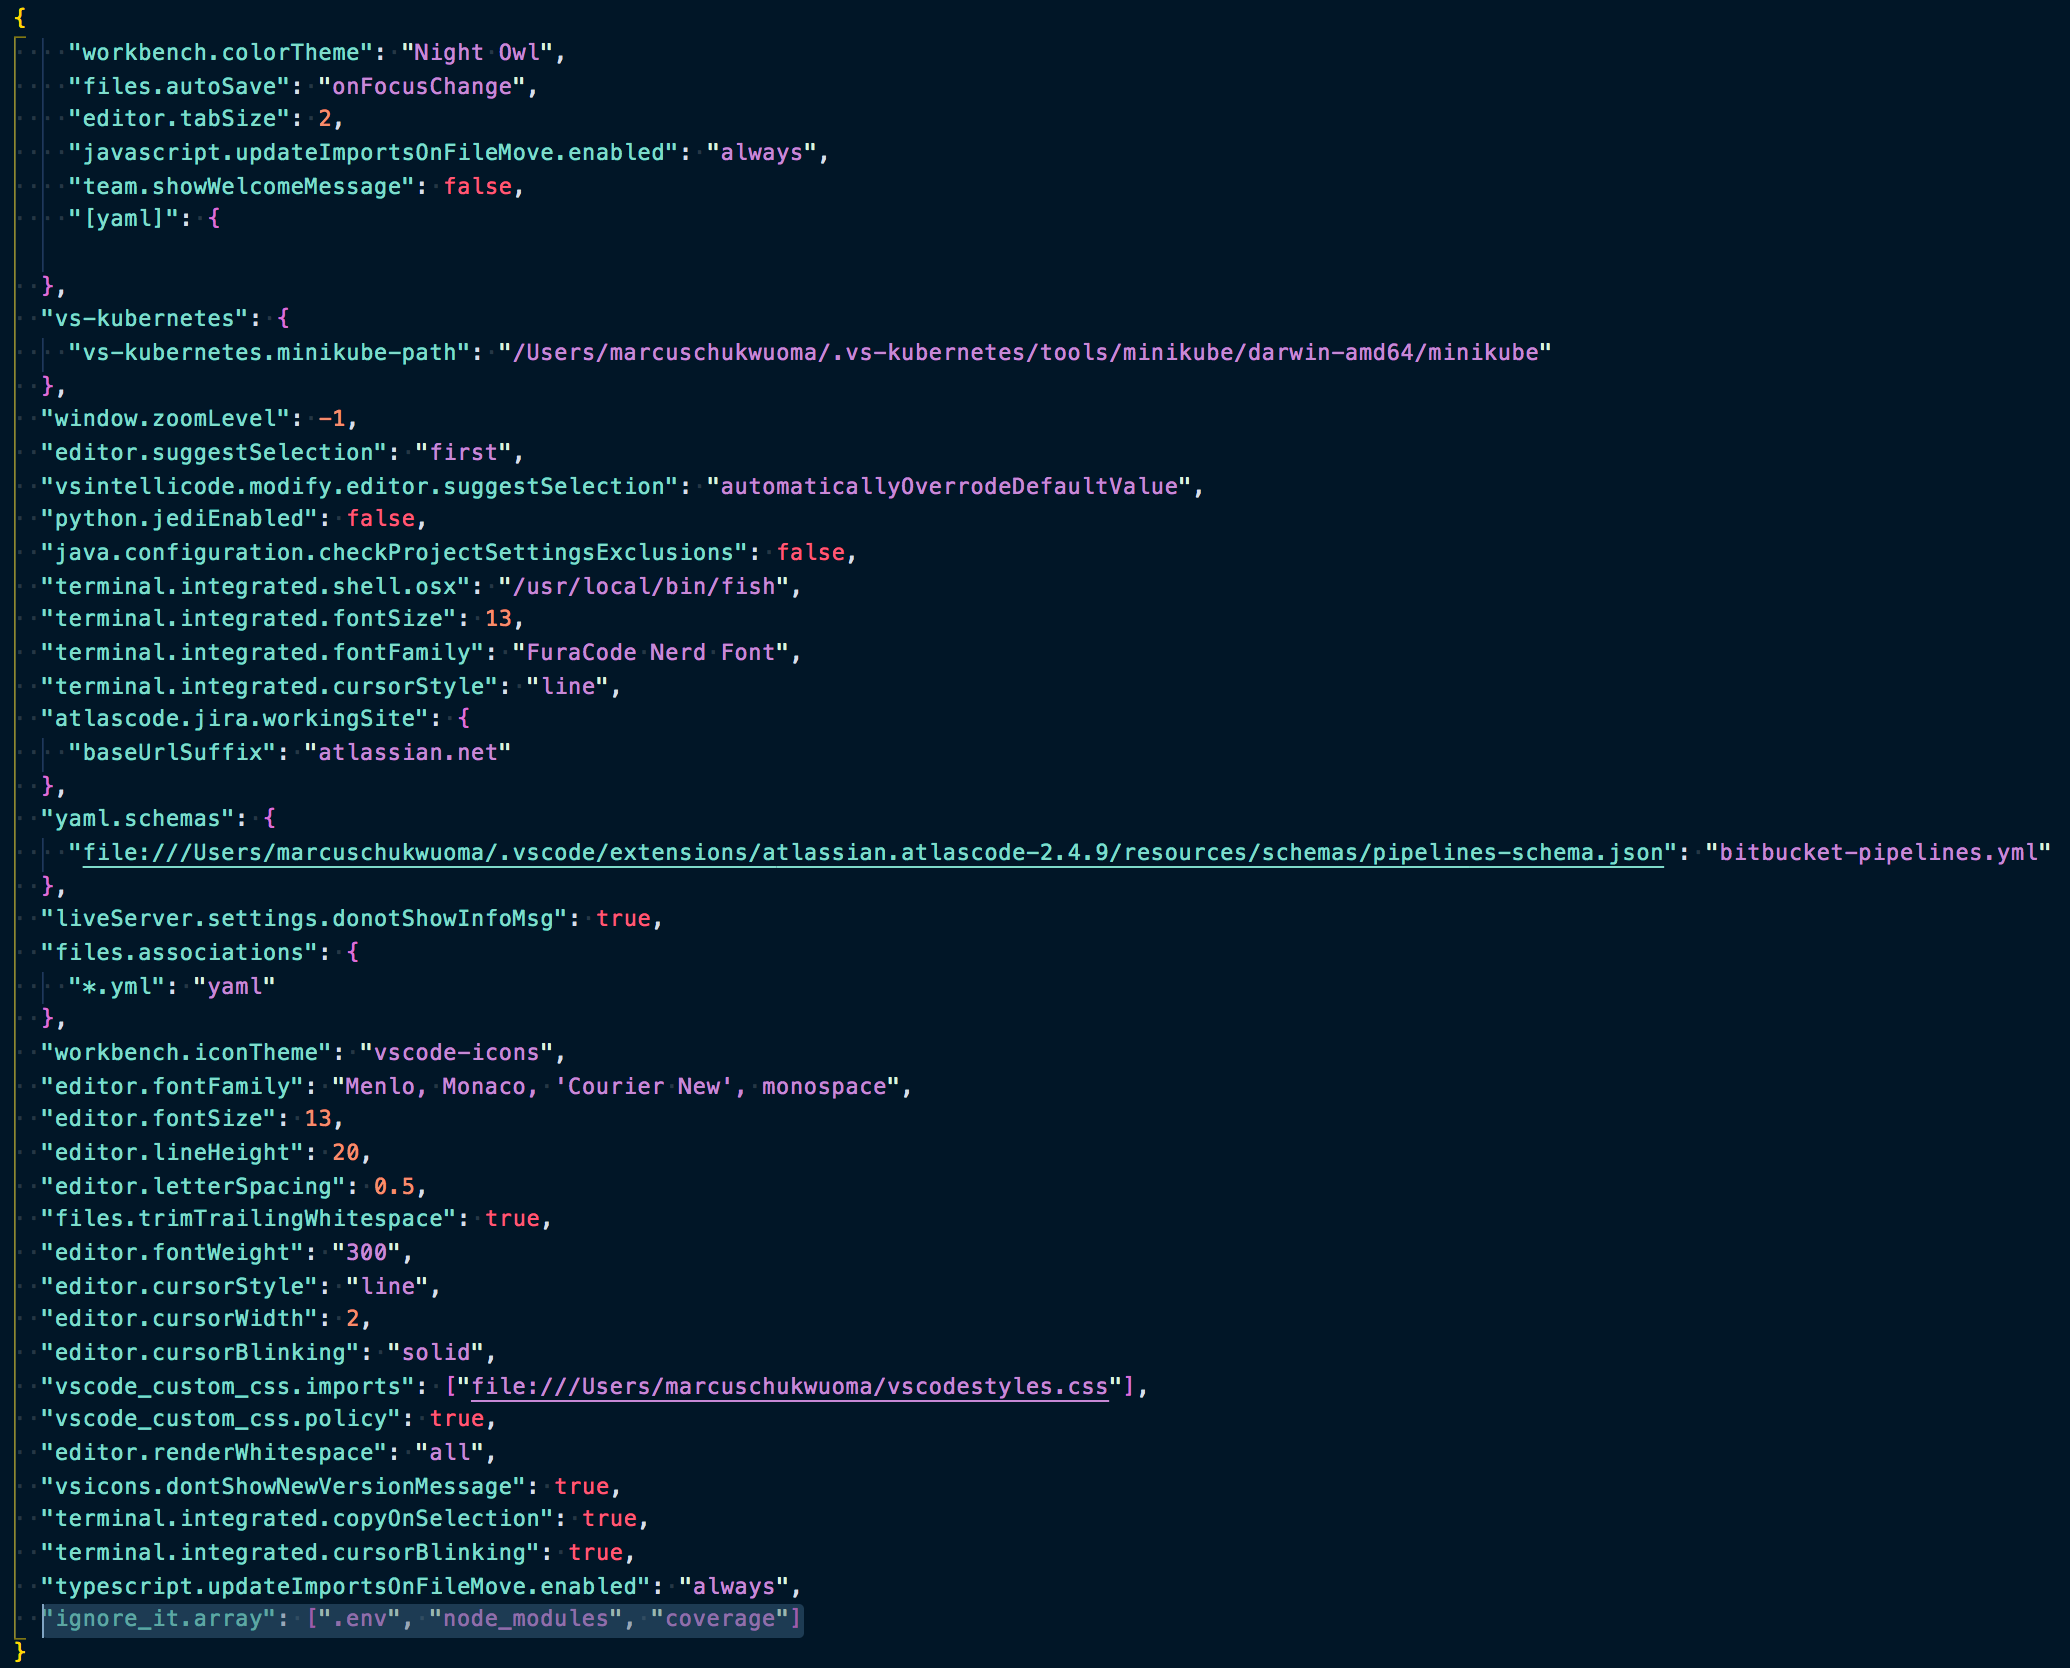 {
    "workbench.colorTheme": "Night Owl",
    "files.autoSave": "onFocusChange",
    "editor.tabSize": 2,
    "javascript.updateImportsOnFileMove.enabled": "always",
    "team.showWelcomeMessage": false,
    "[yaml]": {

  },
  "vs-kubernetes": {
    "vs-kubernetes.minikube-path": "/Users/marcuschukwuoma/.vs-kubernetes/tools/minikube/darwin-amd64/minikube"
  },
  "window.zoomLevel": -1,
  "editor.suggestSelection": "first",
  "vsintellicode.modify.editor.suggestSelection": "automaticallyOverrodeDefaultValue",
  "python.jediEnabled": false,
  "java.configuration.checkProjectSettingsExclusions": false,
  "terminal.integrated.shell.osx": "/usr/local/bin/fish",
  "terminal.integrated.fontSize": 13,
  "terminal.integrated.fontFamily": "FuraCode Nerd Font",
  "terminal.integrated.cursorStyle": "line",
  "atlascode.jira.workingSite": {
    "baseUrlSuffix": "atlassian.net"
  },
  "yaml.schemas": {
    "file:///Users/marcuschukwuoma/.vscode/extensions/atlassian.atlascode-2.4.9/resources/schemas/pipelines-schema.json": "bitbucket-pipelines.yml"
  },
  "liveServer.settings.donotShowInfoMsg": true,
  "files.associations": {
    "*.yml": "yaml"
  },
  "workbench.iconTheme": "vscode-icons",
  "editor.fontFamily": "Menlo, Monaco, 'Courier New', monospace",
  "editor.fontSize": 13,
  "editor.lineHeight": 20,
  "editor.letterSpacing": 0.5,
  "files.trimTrailingWhitespace": true,
  "editor.fontWeight": "300",
  "editor.cursorStyle": "line",
  "editor.cursorWidth": 2,
  "editor.cursorBlinking": "solid",
  "vscode_custom_css.imports": ["file:///Users/marcuschukwuoma/vscodestyles.css"],
  "vscode_custom_css.policy": true,
  "editor.renderWhitespace": "all",
  "vsicons.dontShowNewVersionMessage": true,
  "terminal.integrated.copyOnSelection": true,
  "terminal.integrated.cursorBlinking": true,
  "typescript.updateImportsOnFileMove.enabled": "always",
  "ignore_it.array": [".env", "node_modules", "coverage"]
}